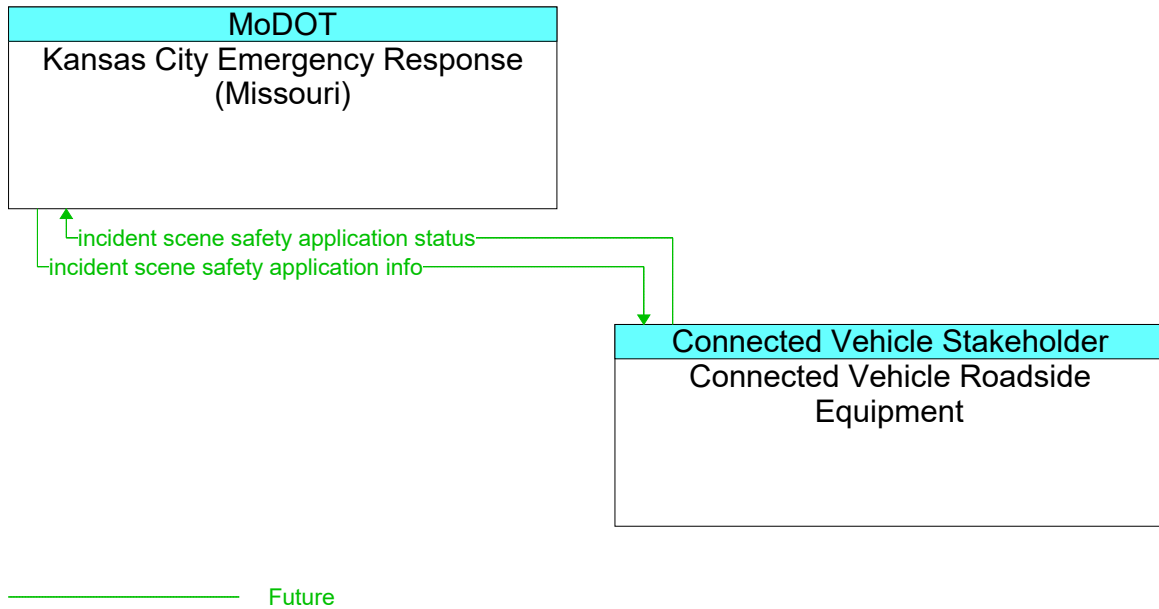 MoDOT
Kansas City Emergency Response
(Missouri)
incident scene safety application status
incident scene safety application info
Connected Vehicle Stakeholder
Connected Vehicle Roadside
Equipment
Future